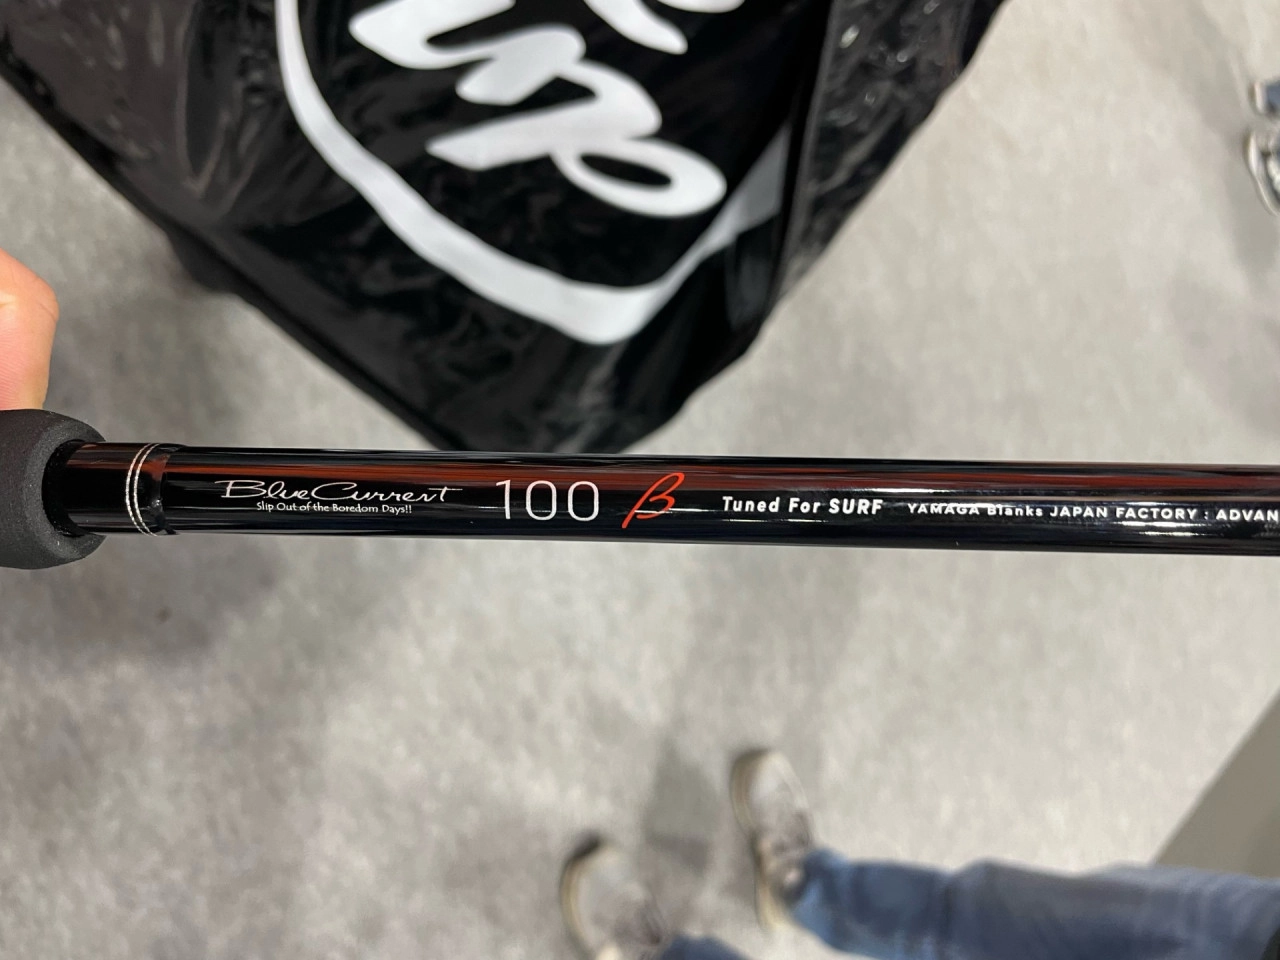 BlueCurrent 100 β Tuned For SURF YAMAGA Blanks JAPAN FACTORY : ADVAN
Slip Out of the Boredom Days!!